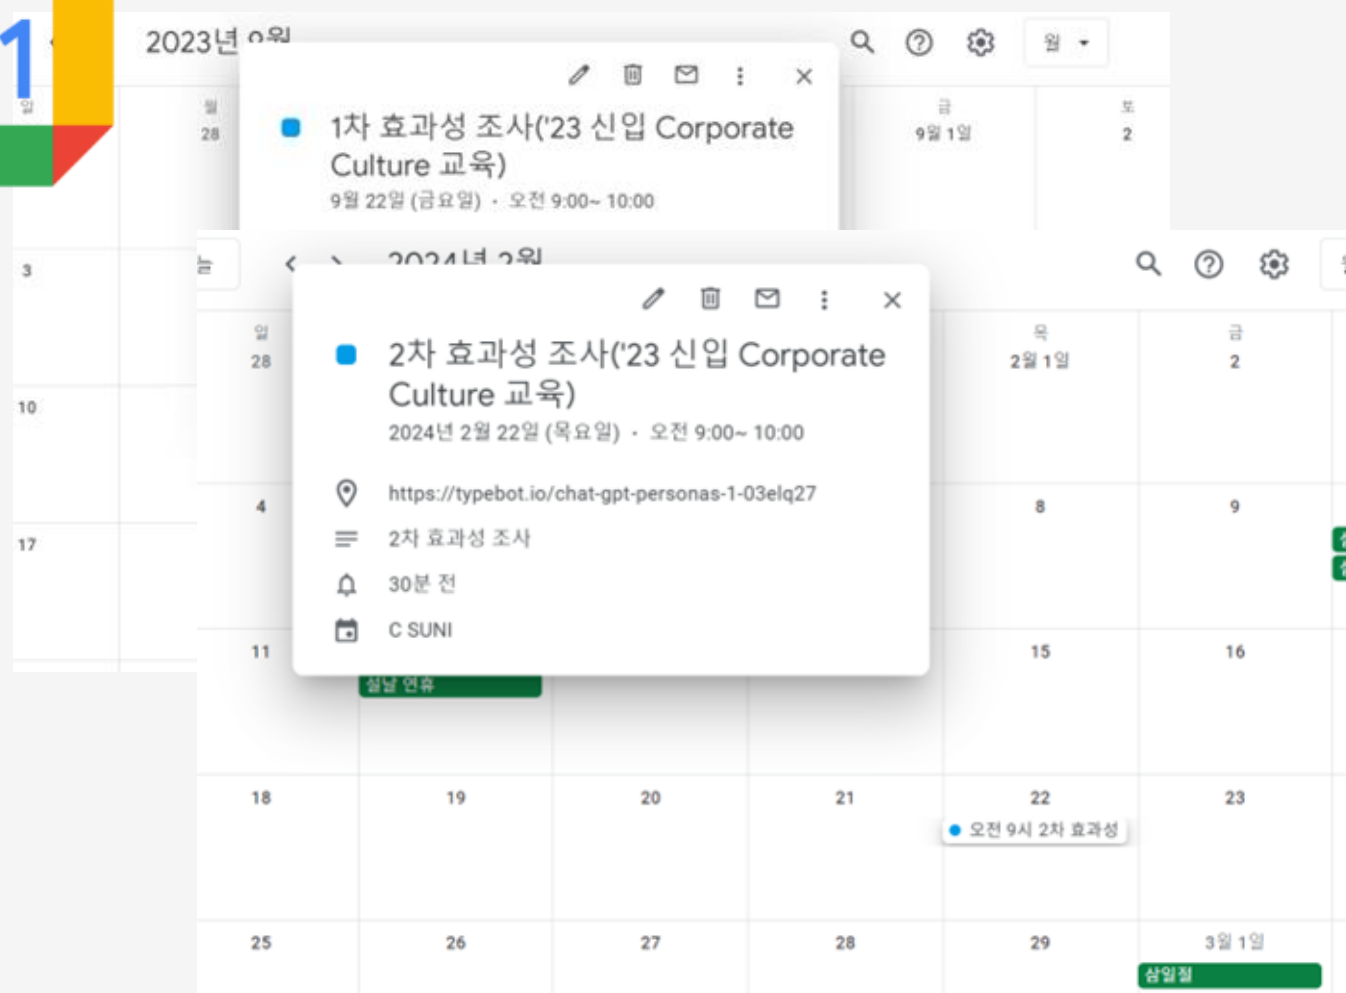 1
2023년 9월
월
일
월
28
금
9월 1일
토
2
1차 효과성 조사('23 신입 Corporate
Culture 교육)
9월 22일 (금요일) · 오전 9:00~ 10:00
3
10
17
늘
2024년 2월
일
28
목
2월 1일
금
2
2차 효과성 조사('23 신입 Corporate
Culture 교육)
2024년 2월 22일 (목요일) · 오전 9:00~ 10:00
https://typebot.io/chat-gpt-personas-1-03elq27
2차 효과성 조사
30분 전
C SUNI
4
8
9
11
15
16
설날 연휴
18
19
20
21
22
23
오전 9시 2차 효과성
25
26
27
28
29
3월 1일
삼일절